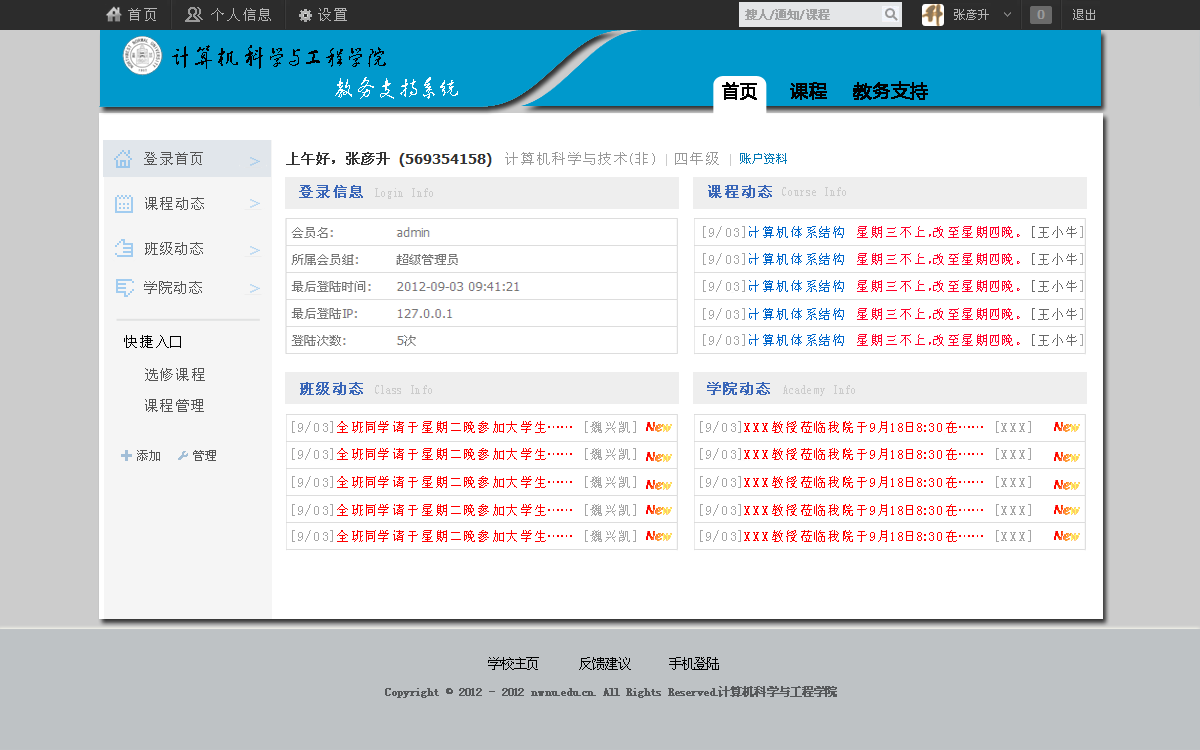 首页 个人信息 设置 搜人/通知/课程 张彦升 0 退出
计算机科学与工程学院
教务支持系统
首页 课程 教务支持
登录首页 >
课程动态 >
班级动态 >
学院动态 >
快捷入口
选修课程
课程管理
添加 管理
上午好，张彦升 (569354158) 计算机科学与技术(非) | 四年级 | 账户资料
登录信息 Login Info
会员名: admin
所属会员组: 超级管理员
最后登陆时间: 2012-09-03 09:41:21
最后登陆IP: 127.0.0.1
登陆次数: 5次
课程动态 Course Info
[9/03]计算机体系结构 星期三不上,改至星期四晚。[王小牛]
[9/03]计算机体系结构 星期三不上,改至星期四晚。[王小牛]
[9/03]计算机体系结构 星期三不上,改至星期四晚。[王小牛]
[9/03]计算机体系结构 星期三不上,改至星期四晚。[王小牛]
[9/03]计算机体系结构 星期三不上,改至星期四晚。[王小牛]
班级动态 Class Info
[9/03]全班同学请于星期二晚参加大学生…… [魏兴凯] New
[9/03]全班同学请于星期二晚参加大学生…… [魏兴凯] New
[9/03]全班同学请于星期二晚参加大学生…… [魏兴凯] New
[9/03]全班同学请于星期二晚参加大学生…… [魏兴凯] New
[9/03]全班同学请于星期二晚参加大学生…… [魏兴凯] New
学院动态 Academy Info
[9/03]XXX教授莅临我院于9月18日8:30在…… [XXX] New
[9/03]XXX教授莅临我院于9月18日8:30在…… [XXX] New
[9/03]XXX教授莅临我院于9月18日8:30在…… [XXX] New
[9/03]XXX教授莅临我院于9月18日8:30在…… [XXX] New
[9/03]XXX教授莅临我院于9月18日8:30在…… [XXX] New
学校主页 反馈建议 手机登陆
Copyright © 2012 - 2012 nwnu.edu.cn. All Rights Reserved.计算机科学与工程学院